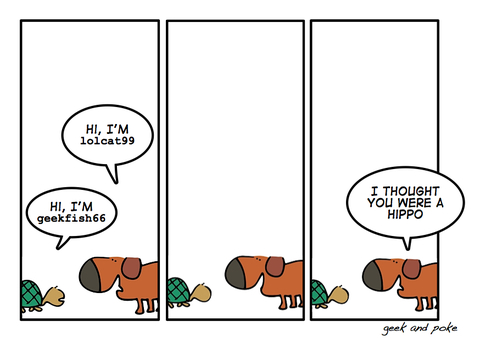 HI, I'M
lolcat99
HI, I'M
geekfish66
I THOUGHT
YOU WERE A
HIPPO
geek and poke